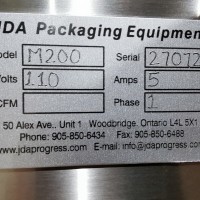 JDA Packaging Equipment
Model M200 Serial 27072
Volts 110 Amps 5
CFM Phase 1
50 Alex Ave., Unit 1 Woodbridge, Ontario L4L 5X1
Phone: 905-850-6434 Fax: 905-850-6488
www.jdaprogress.com E-mail: info@jdaprogress.com